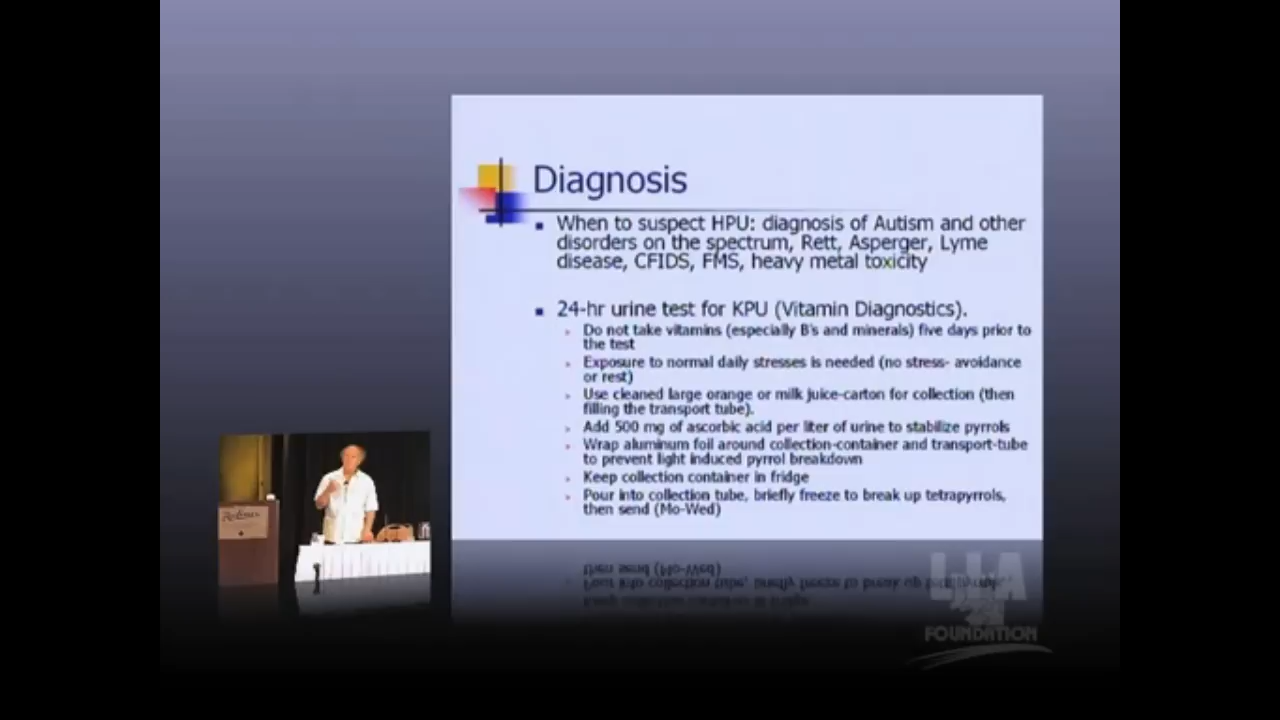 Diagnosis
When to suspect HPU: diagnosis of Autism and other
disorders on the spectrum, Rett, Asperger, Lyme
disease, CFIDS, FMS, heavy metal toxicity
24-hr urine test for KPU (Vitamin Diagnostics).
Do not take vitamins (especially B's and minerals) five days prior to
the test
Exposure to normal daily stresses is needed (no stress- avoidance
or rest)
Use cleaned large orange or milk juice-carton for collection (then
filling the transport tube).
Add 500 mg of ascorbic acid per liter of urine to stabilize pyrrols
Wrap aluminum foil around collection-container and transport-tube
to prevent light induced pyrrol breakdown
Keep collection container in fridge
Pour into collection tube, briefly freeze to break up tetrapyrrols,
then send (Mo-Wed)
FOUNDATION